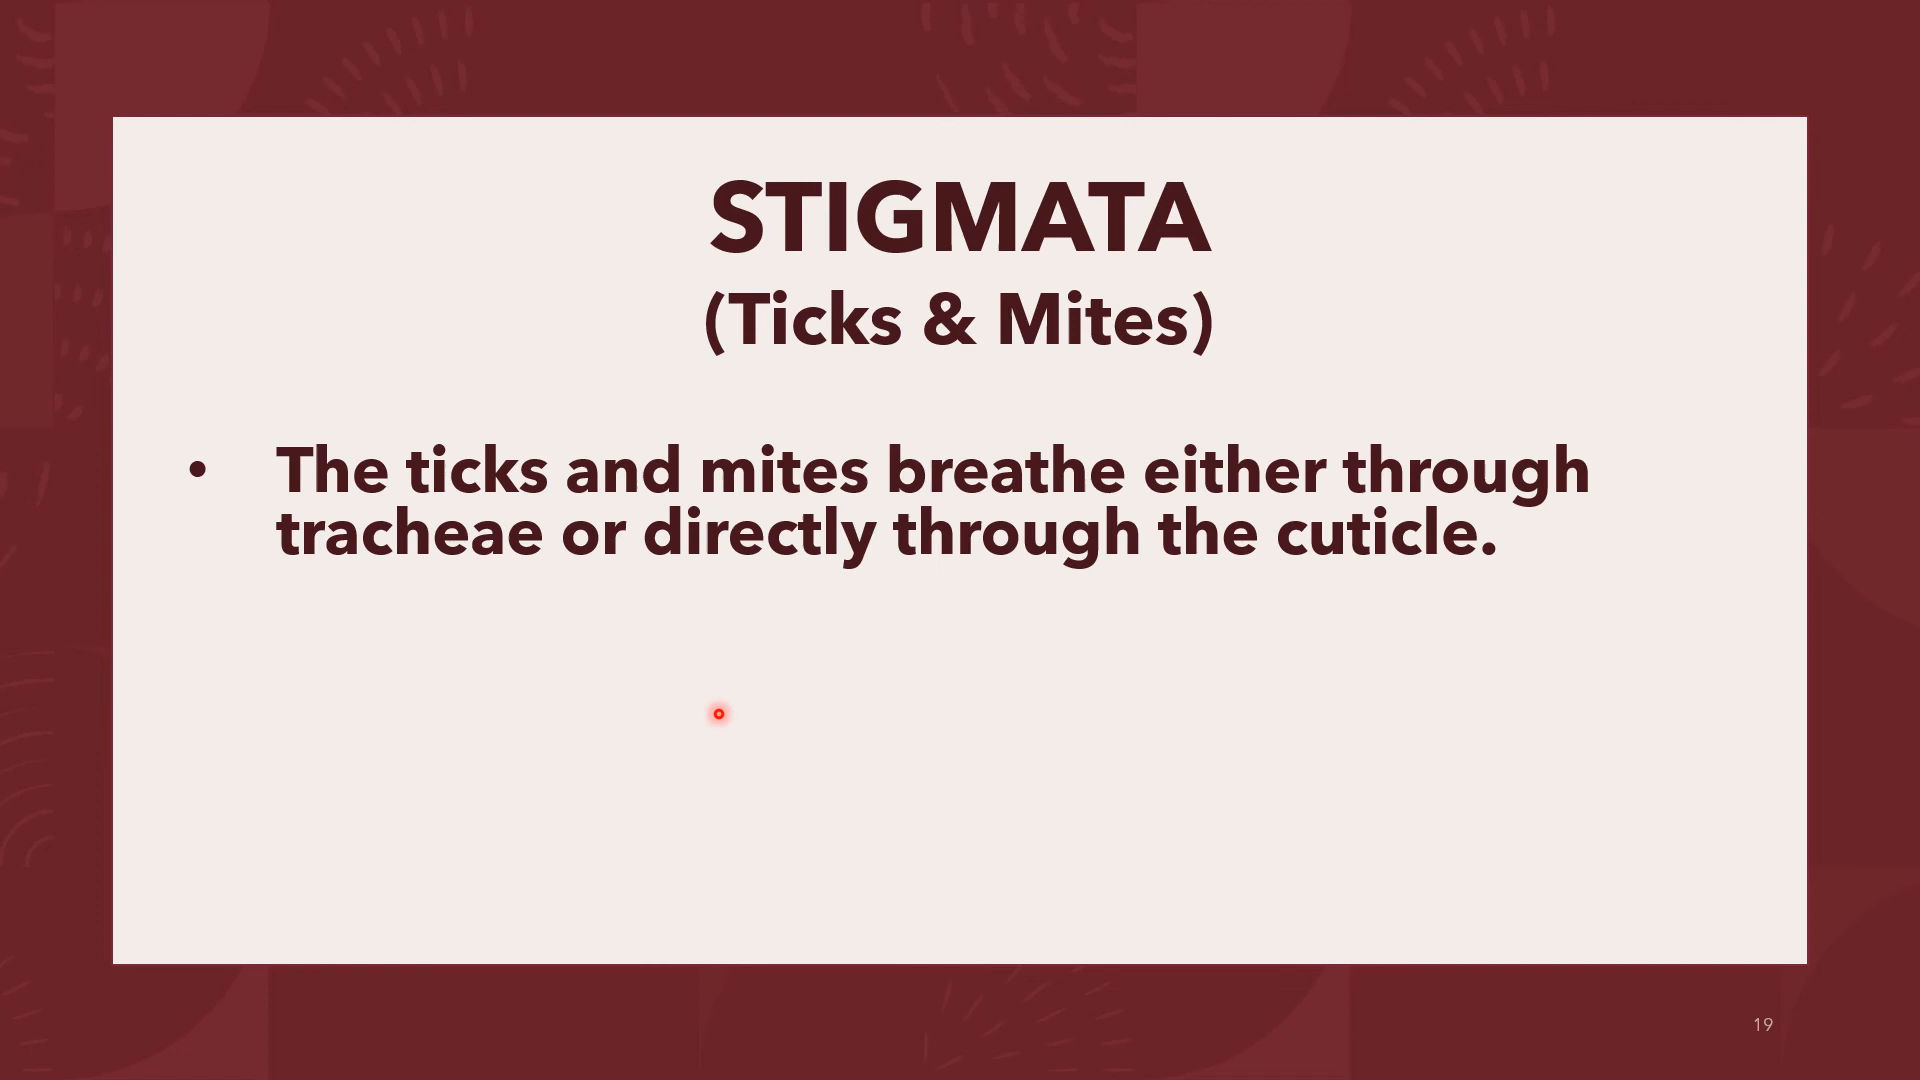 STIGMATA
(Ticks & Mites)
• The ticks and mites breathe either through
tracheae or directly through the cuticle.
19